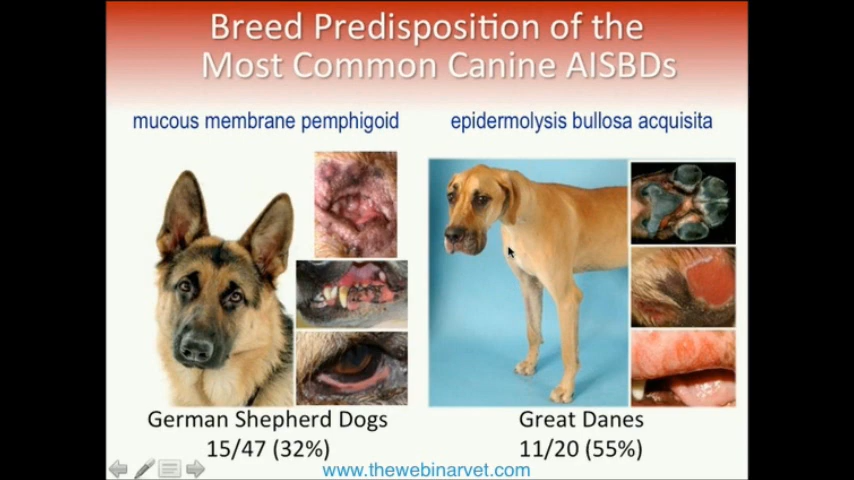 Breed Predisposition of the
Most Common Canine AISBDs
mucous membrane pemphigoid
epidermolysis bullosa acquisita
German Shepherd Dogs
15/47 (32%)
Great Danes
11/20 (55%)
www.thewebinarvet.com